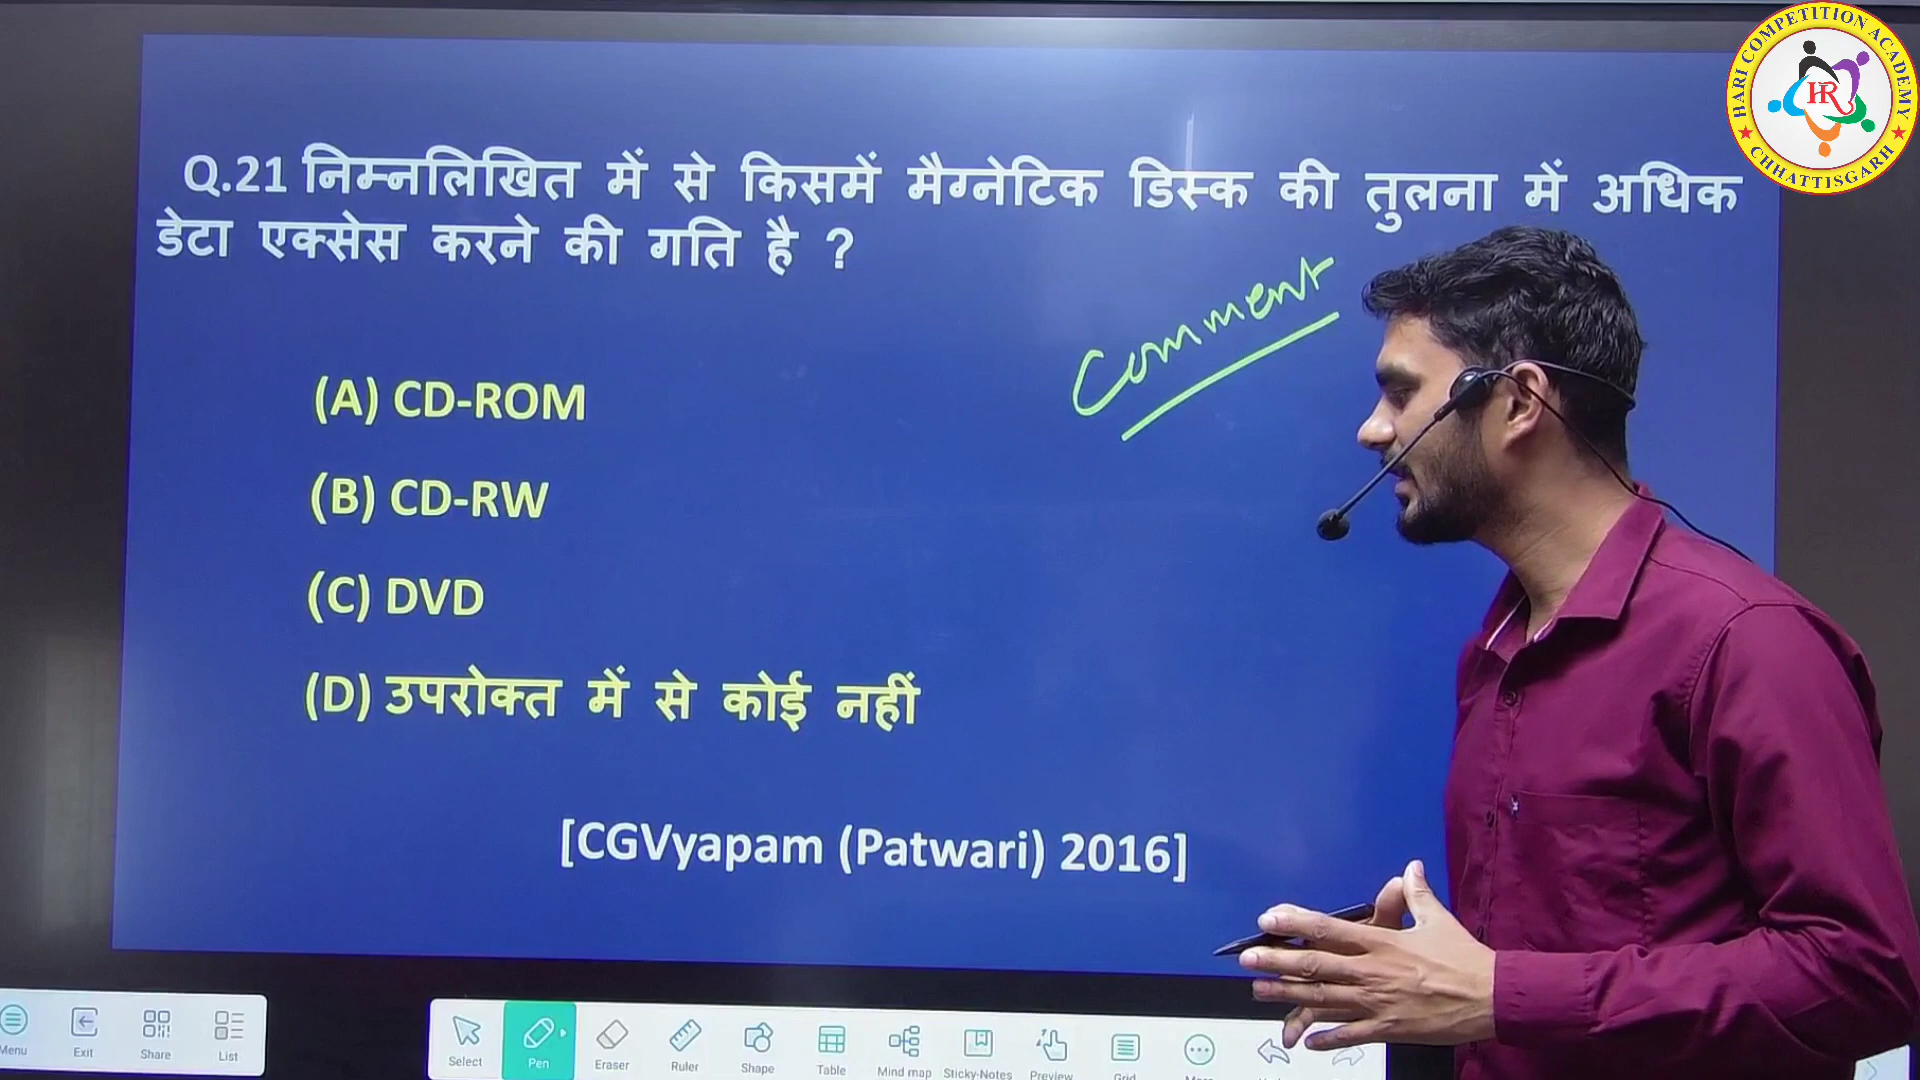 HARI COMPETITION ACADEMY
HR
CHHATTISGARH
Q.21 निम्नलिखित में से किसमें मैग्नेटिक डिस्क की तुलना में अधिक
डेटा एक्सेस करने की गति है ?
Comment
(A) CD-ROM
(B) CD-RW
(C) DVD
(D) उपरोक्त में से कोई नहीं
[CGVyapam (Patwari) 2016]
Menu Exit Share List
Select Pen Eraser Ruler Shape Table Mind map Sticky-Notes Preview Grid